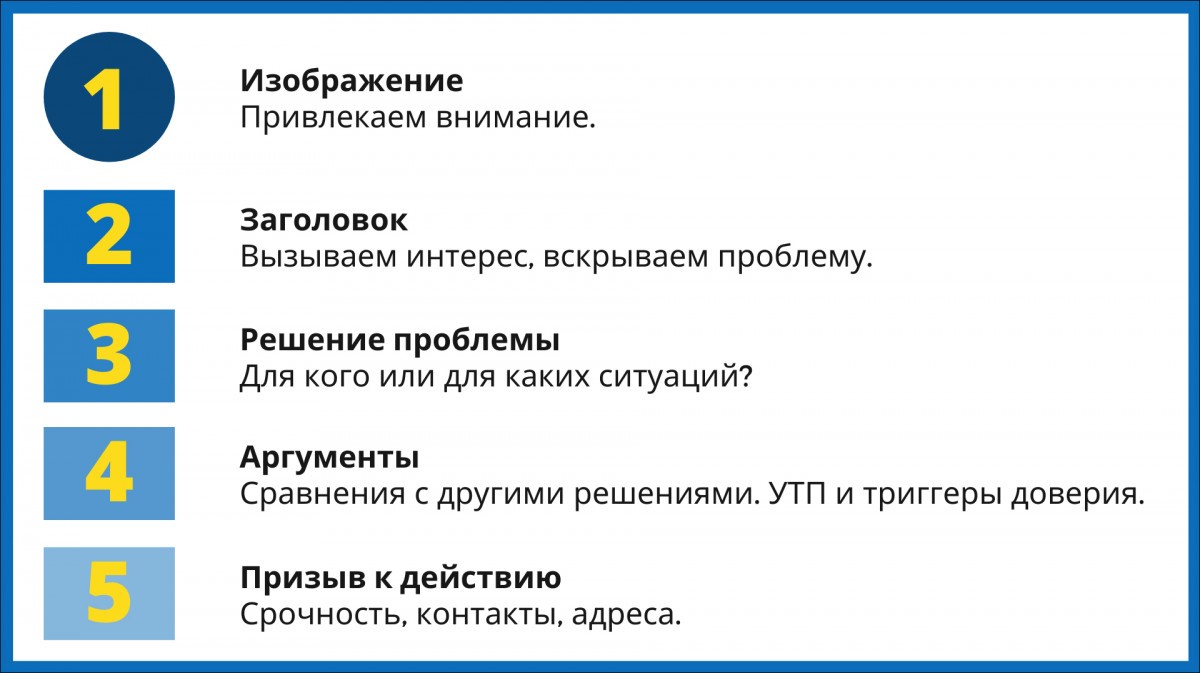 1
Изображение
Привлекаем внимание.
2
Заголовок
Вызываем интерес, вскрываем проблему.
3
Решение проблемы
Для кого или для каких ситуаций?
4
Аргументы
Сравнения с другими решениями. УТП и триггеры доверия.
5
Призыв к действию
Срочность, контакты, адреса.